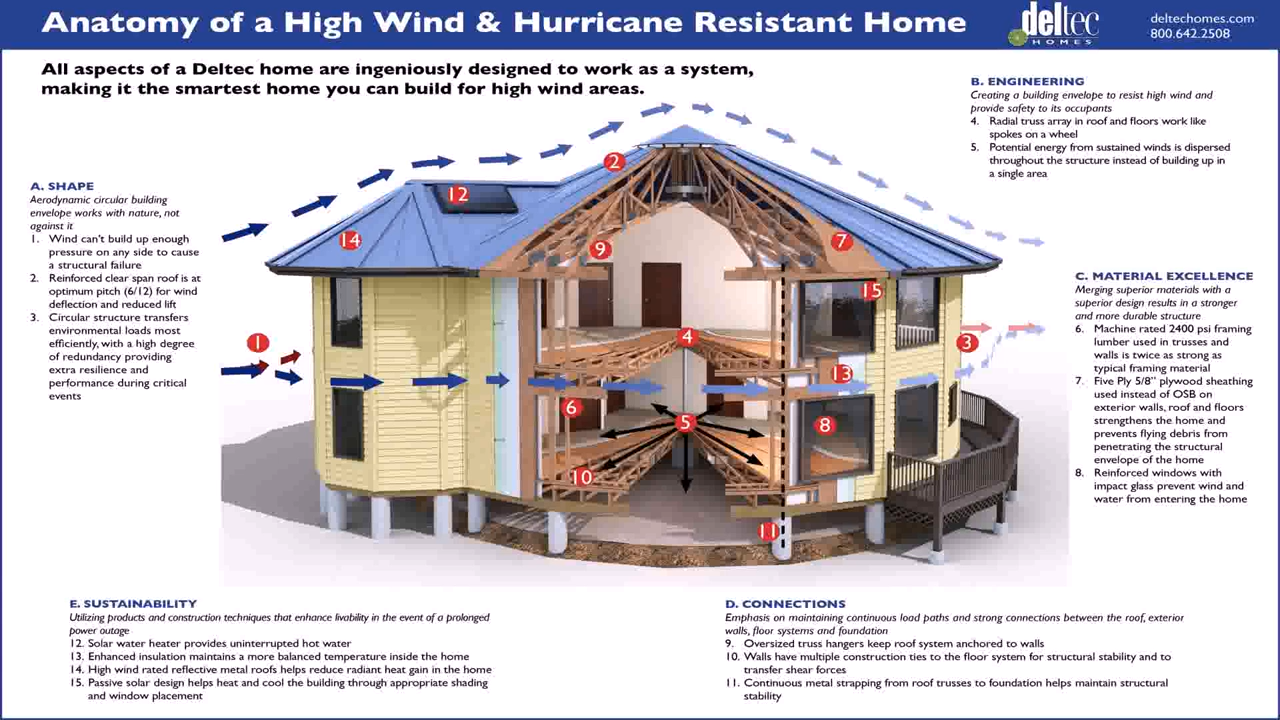 Anatomy of a High Wind & Hurricane Resistant Home
deltec
HOMES
deltechomes.com
800.642.2508
All aspects of a Deltec home are ingeniously designed to work as a system,
making it the smartest home you can build for high wind areas.
A. SHAPE
Aerodynamic circular building
envelope works with nature, not
against it
1. Wind can't build up enough
pressure on any side to cause
a structural failure
2. Reinforced clear span roof is at
optimum pitch (6/12) for wind
deflection and reduced lift
3. Circular structure transfers
environmental loads most
efficiently, with a high degree
of redundancy providing
extra resilience and
performance during critical
events
B. ENGINEERING
Creating a building envelope to resist high wind and
provide safety to its occupants
4. Radial truss array in roof and floors work like
spokes on a wheel
5. Potential energy from sustained winds is dispersed
throughout the structure instead of building up in
a single area
C. MATERIAL EXCELLENCE
Merging superior materials with a
superior design results in a stronger
and more durable structure
6. Machine rated 2400 psi framing
lumber used in trusses and
walls is twice as strong as
typical framing material
7. Five Ply 5/8" plywood sheathing
used instead of OSB on
exterior walls, roof and floors
strengthens the home and
prevents flying debris from
penetrating the structural
envelope of the home
8. Reinforced windows with
impact glass prevent wind and
water from entering the home
2
12
14
9
7
15
1
4
3
13
6
5
8
10
11
E. SUSTAINABILITY
Utilizing products and construction techniques that enhance livability in the event of a prolonged
power outage
12. Solar water heater provides uninterrupted hot water
13. Enhanced insulation maintains a more balanced temperature inside the home
14. High wind rated reflective metal roofs helps reduce radiant heat gain in the home
15. Passive solar design helps heat and cool the building through appropriate shading
and window placement
D. CONNECTIONS
Emphasis on maintaining continuous load paths and strong connections between the roof, exterior
walls, floor systems and foundation
9. Oversized truss hangers keep roof system anchored to walls
10. Walls have multiple construction ties to the floor system for structural stability and to
transfer shear forces
11. Continuous metal strapping from roof trusses to foundation helps maintain structural
stability